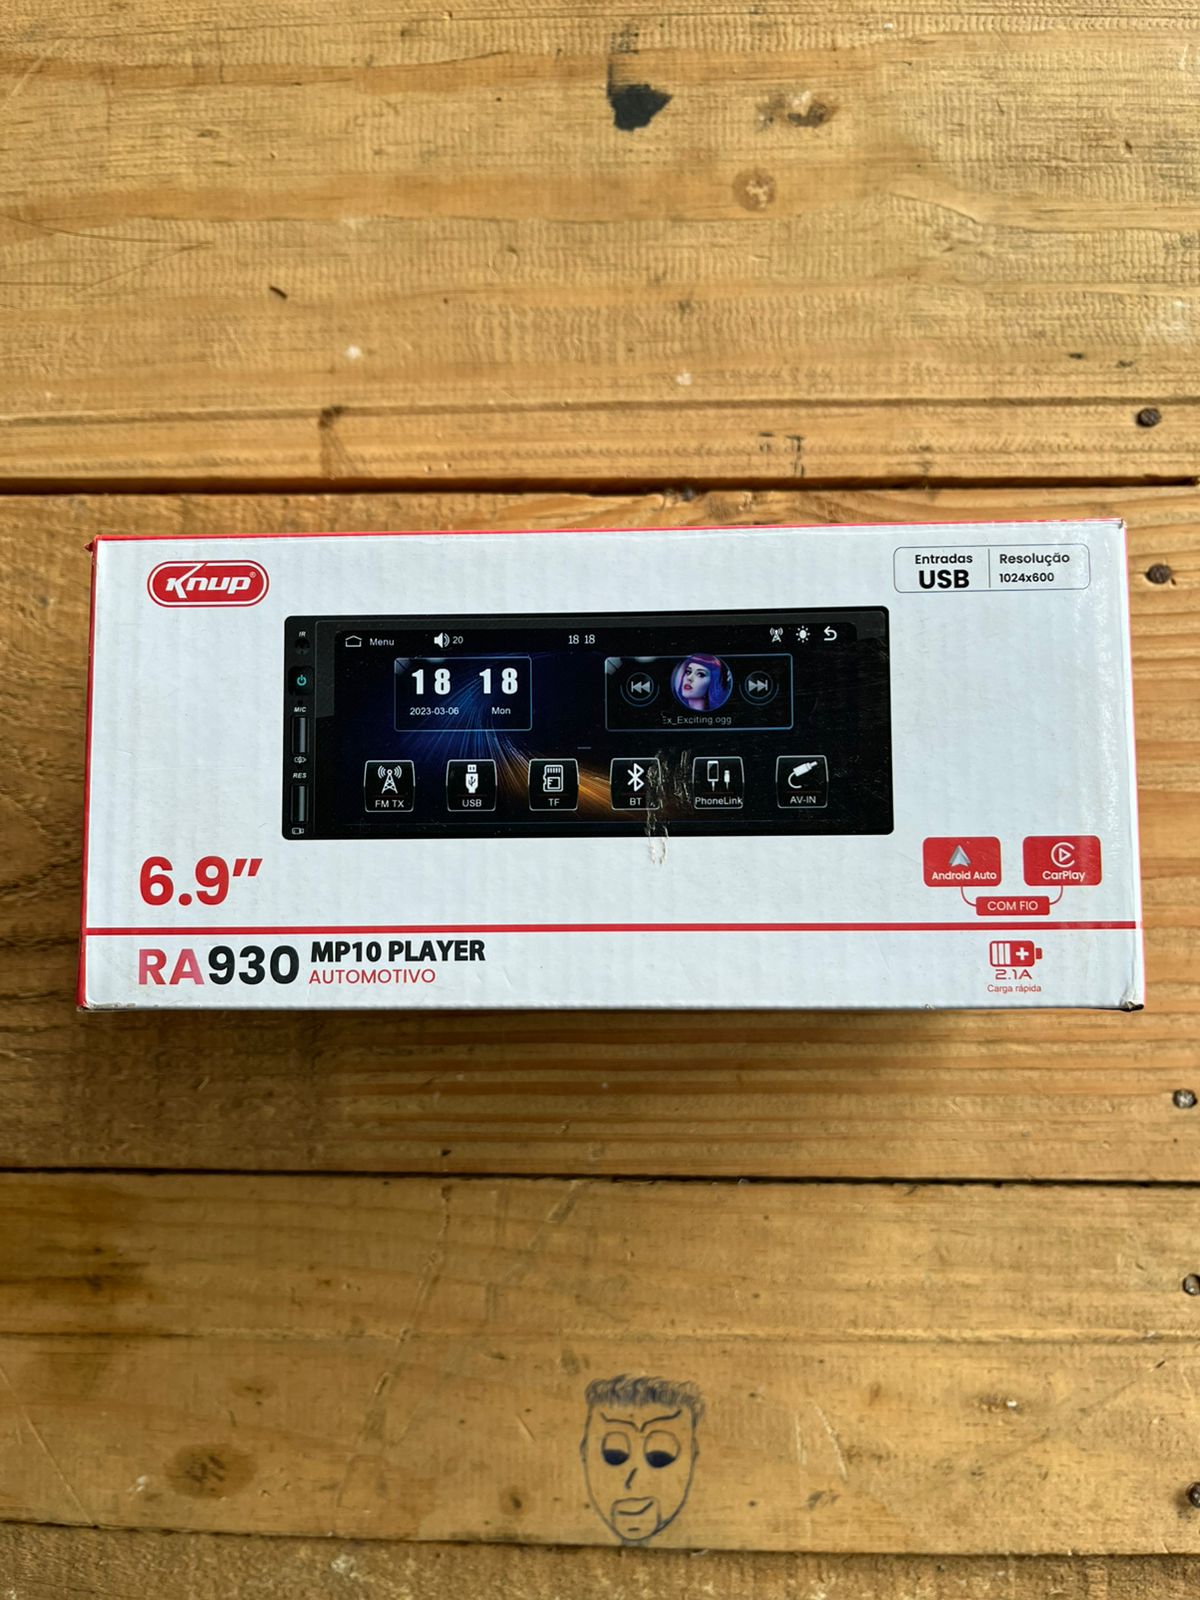 Knup®
Entradas
USB
Resolução
1024x600
IR
Menu
20
18 18
MIC
RES
18 18
2023-03-06 Mon
Ex_Exciting.ogg
FM TX
USB
TF
BT
PhoneLink
AV-IN
6.9”
Android Auto
CarPlay
COM FIO
RA930 MP10 PLAYER
AUTOMOTIVO
2.1A
Carga rápida